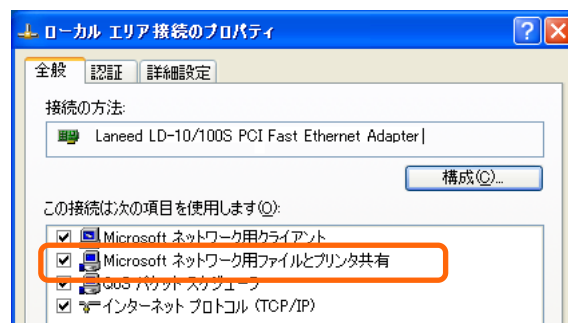 ローカル エリア接続のプロパティ
全般 認証 詳細設定
接続の方法:
Laneed LD-10/100S PCI Fast Ethernet Adapter
構成(C)...
この接続は次の項目を使用します(O):
Microsoft ネットワーク用クライアント
Microsoft ネットワーク用ファイルとプリンタ共有
QoS パケット スケジューラ
インターネット プロトコル (TCP/IP)